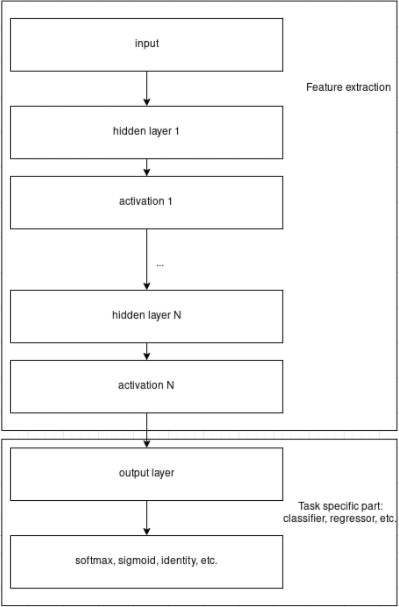 input
Feature extraction
hidden layer 1
activation 1
...
hidden layer N
activation N
output layer
Task specific part:
classifier, regressor, etc.
softmax, sigmoid, identity, etc.